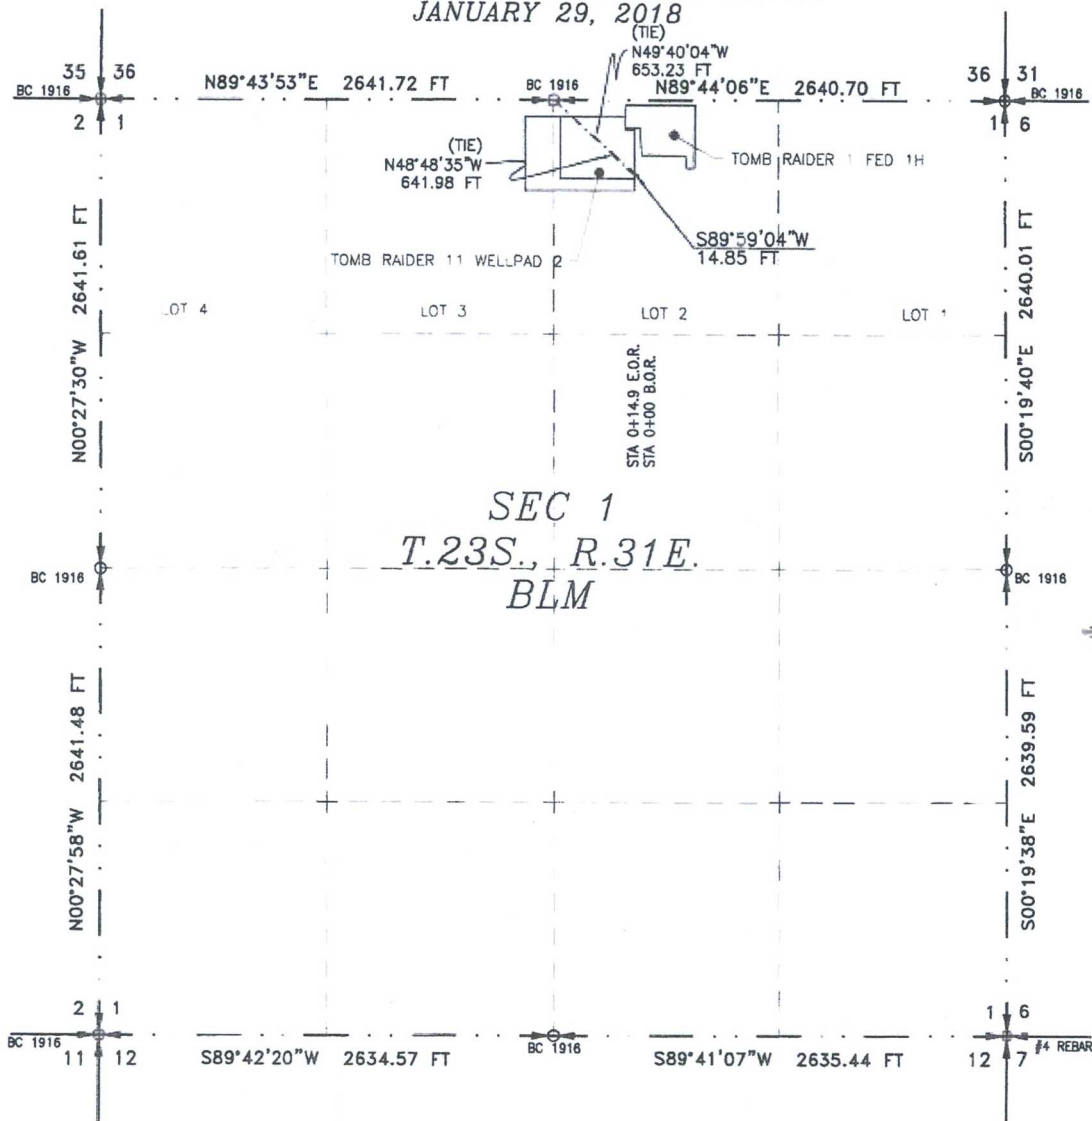 JANUARY 29, 2018
(TIE)
N49°40'04"W
653.23 FT
35 36
BC 1916
N89°43'53"E 2641.72 FT
BC 1916
N89°44'06"E 2640.70 FT
36 31
BC 1916
2 1
1 6
(TIE)
N48°48'35"W
641.98 FT
TOMB RAIDER 1 FED 1H
S89°59'04"W
14.85 FT
TOMB RAIDER 11 WELLPAD 2
N00°27'30"W 2641.61 FT
S00°19'40"E 2640.01 FT
LOT 4
LOT 3
LOT 2
LOT 1
STA 0+14.9 E.O.R.
STA 0+00 B.O.R.
SEC 1
T.23S., R.31E.
BLM
BC 1916
BC 1916
N00°27'58"W 2641.48 FT
S00°19'38"E 2639.59 FT
2 1
1 6
BC 1916
11 12
S89°42'20"W 2634.57 FT
BC 1916
S89°41'07"W 2635.44 FT
12 7
#4 REBAR